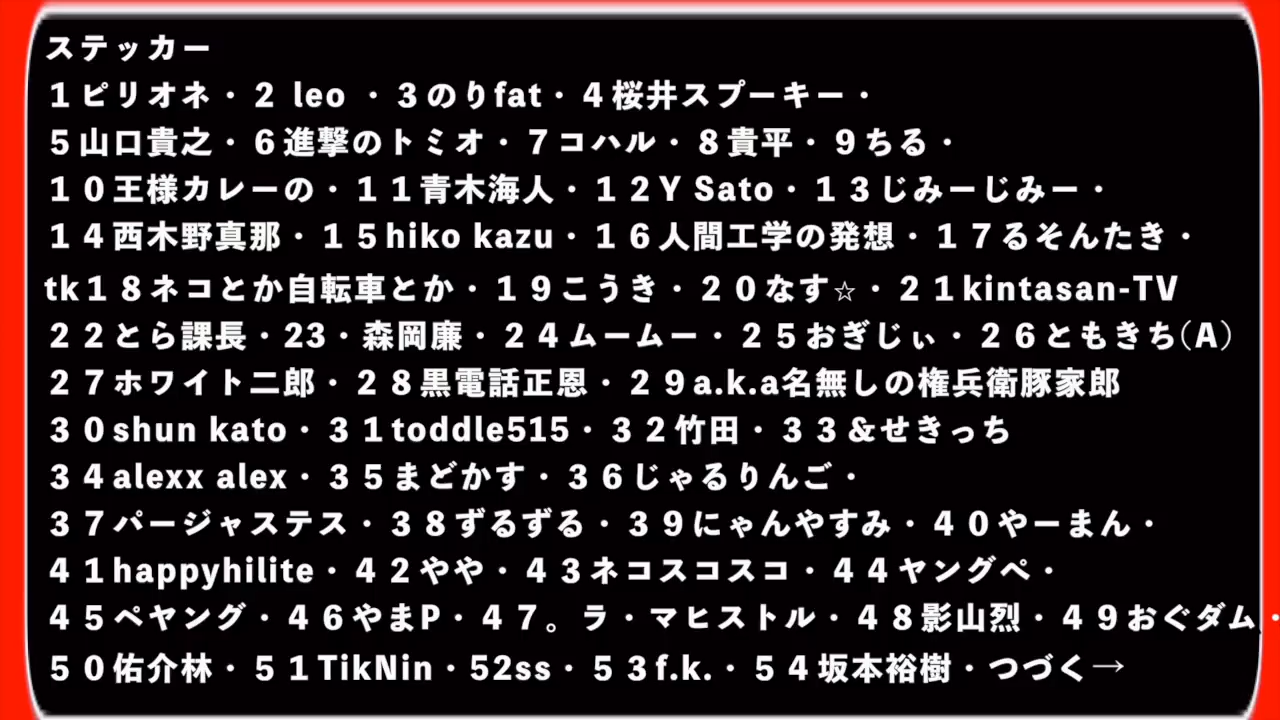 ステッカー
１ピリオネ・２ leo ・３のりfat・４桜井スプーキー・
５山口貴之・６進撃のトミオ・７コハル・８貴平・９ちる・
１０王様カレーの・１１青木海人・１２Y Sato・１３じみーじみー・
１４西木野真那・１５hiko kazu・１６人間工学の発想・１７るそんたき・
tk１８ネコとか自転車とか・１９こうき・２０なす☆・２１kintasan-TV
２２とら課長・23・森岡廉・２４ムームー・２５おぎじぃ・２６ともきち(A)
２７ホワイト二郎・２８黒電話正恩・２９a.k.a名無しの権兵衛豚家郎
３０shun kato・３１toddle515・３２竹田・３３&せきっち
３４alexx alex・３５まどかす・３６じゃるりんご・
３７パージャステス・３８ずるずる・３９にゃんやすみ・４０やーまん・
４１happyhilite・４２やや・４３ネコスコスコ・４４ヤングペ・
４５ペヤング・４６やまP・４７。ラ・マヒストル・４８影山烈・４９おぐダム・
５０佑介林・５１TikNin・52ss・５３f.k.・５４坂本裕樹・つづく→